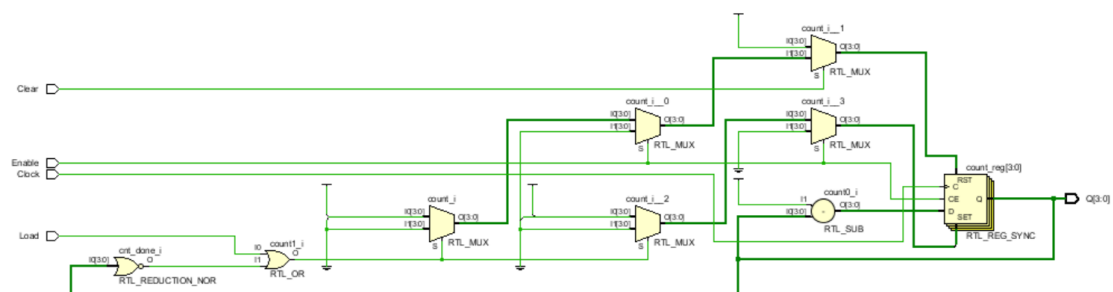 count_i__1
I0[3:0]
I1[3:0]
O[3:0]
S
RTL_MUX
Clear
count_i__0
I0[3:0]
I1[3:0]
O[3:0]
S
RTL_MUX
count_i__3
I0[3:0]
I1[3:0]
O[3:0]
S
RTL_MUX
Enable
Clock
count_reg[3:0]
RST
C
CE
D
Q
SET
RTL_REG_SYNC
Q[3:0]
count_i
I0[3:0]
I1[3:0]
O[3:0]
S
RTL_MUX
count_i__2
I0[3:0]
I1[3:0]
O[3:0]
S
RTL_MUX
count0_i
I1
I0[3:0]
O[3:0]
-
RTL_SUB
Load
cnt_done_i
I0[3:0]
O
RTL_REDUCTION_NOR
count1_i
I0
I1
O
RTL_OR